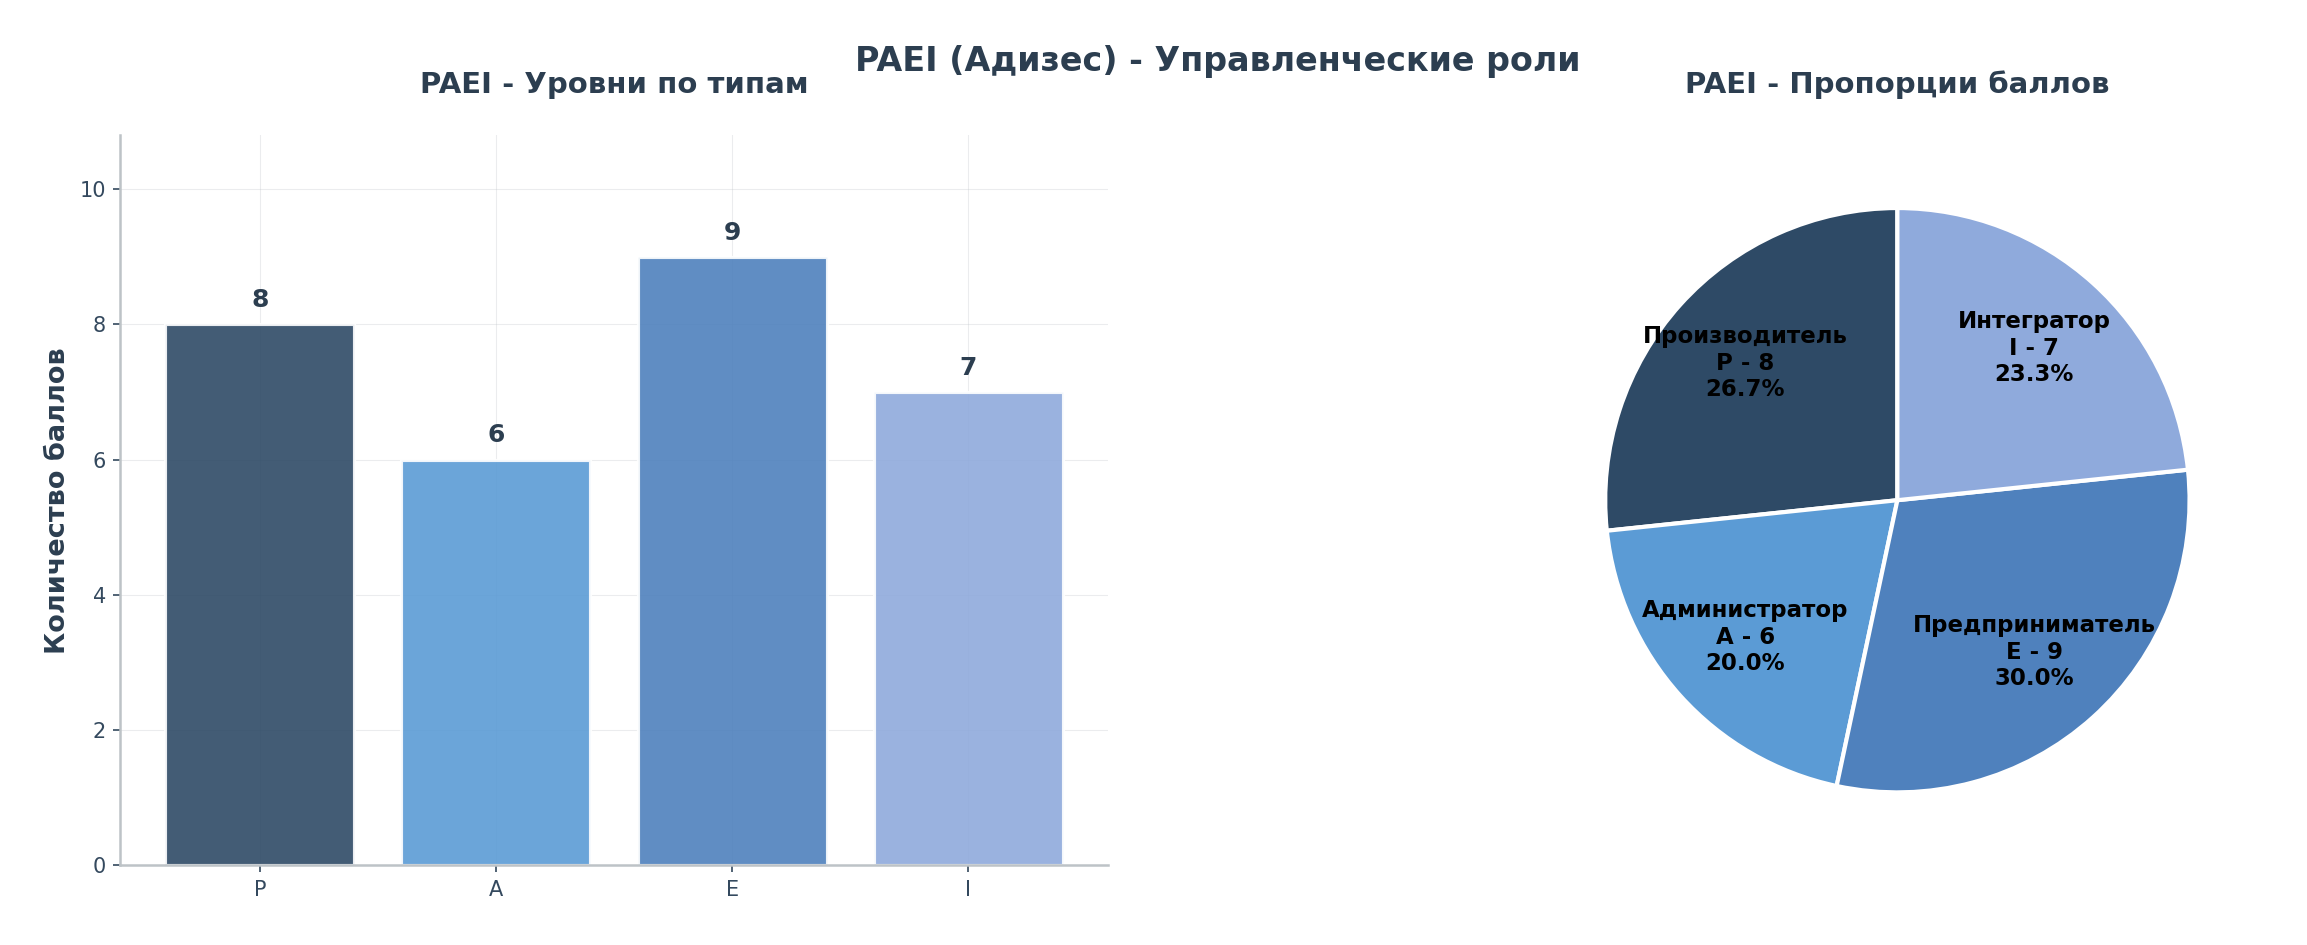 PAEI (Адизес) - Управленческие роли
PAEI - Уровни по типам
Количество баллов
10
8
6
4
2
0
8
6
9
7
P
A
E
I
PAEI - Пропорции баллов
Производитель
P - 8
26.7%
Интегратор
I - 7
23.3%
Администратор
A - 6
20.0%
Предприниматель
E - 9
30.0%